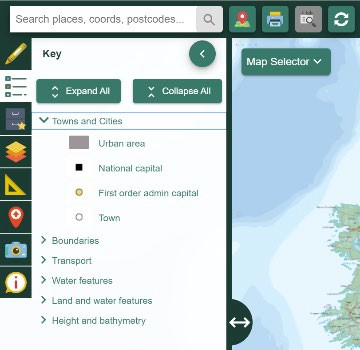 Search places, coords, postcodes...
Key
Map Selector
Expand All
Collapse All
Towns and Cities
Urban area
National capital
First order admin capital
Town
Boundaries
Transport
Water features
Land and water features
Height and bathymetry